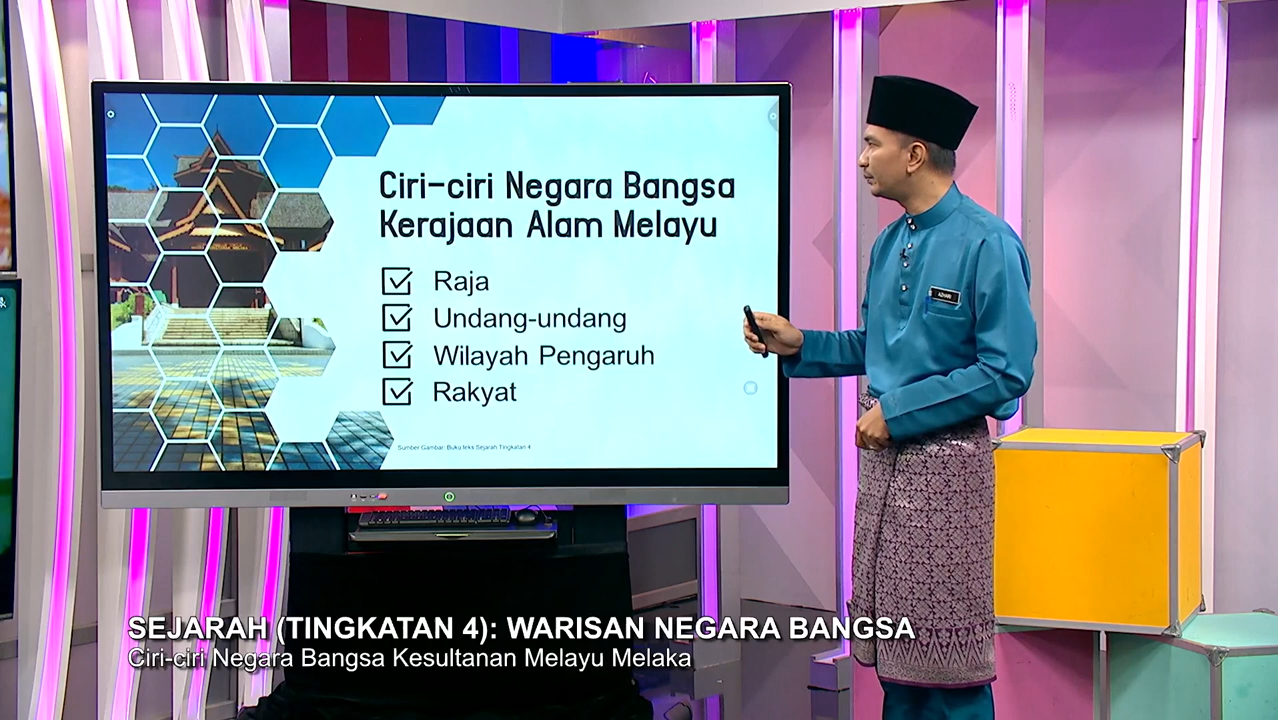 Ciri-ciri Negara Bangsa
Kerajaan Alam Melayu
Raja
Undang-undang
Wilayah Pengaruh
Rakyat
Sumber Gambar: Buku teks Sejarah Tingkatan 4
AZHARI
SEJARAH (TINGKATAN 4): WARISAN NEGARA BANGSA
Ciri-ciri Negara Bangsa Kesultanan Melayu Melaka